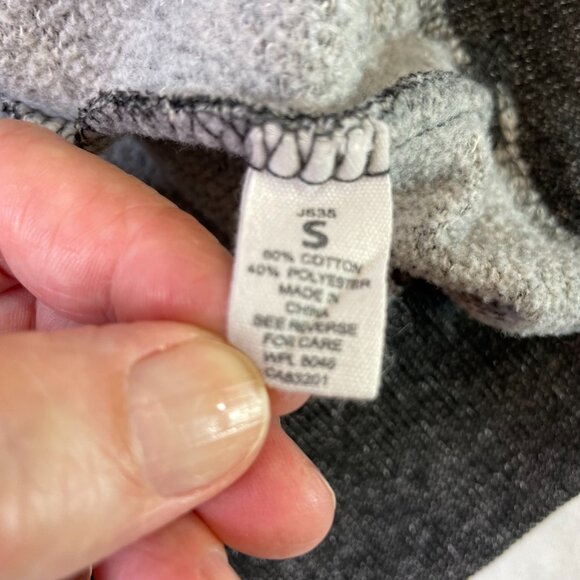 J535
S
60% COTTON
40% POLYESTER
MADE IN
CHINA
SEE REVERSE
FOR CARE
WPL 8046
CA83201